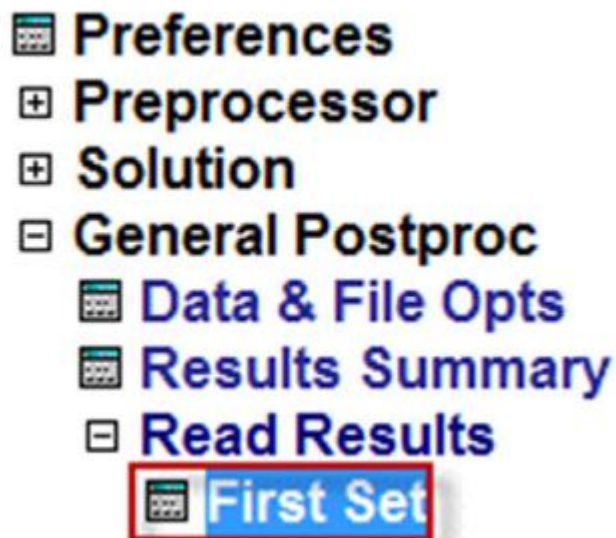 Preferences
Preprocessor
Solution
General Postproc
Data & File Opts
Results Summary
Read Results
First Set